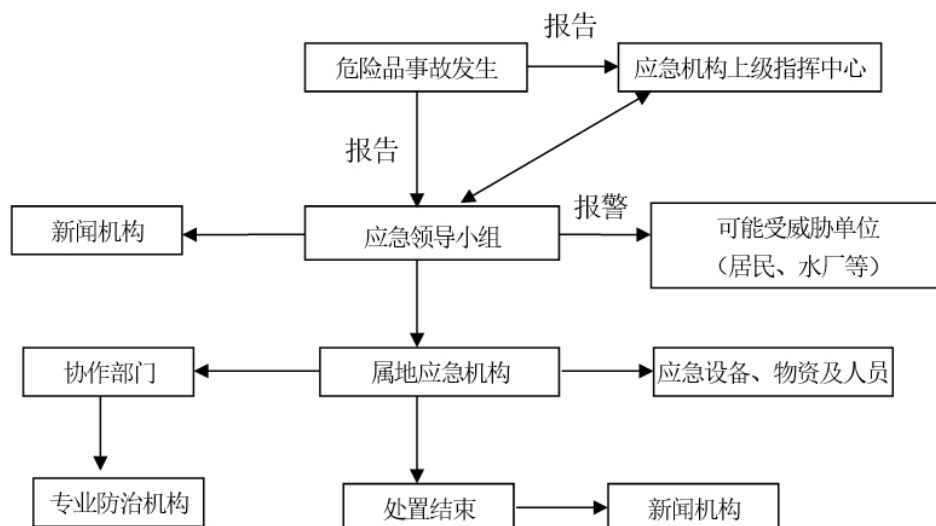 报告
危险品事故发生
应急机构上级指挥中心
报告
新闻机构
应急领导小组
报警
可能受威胁单位
（居民、水厂等）
协作部门
属地应急机构
应急设备、物资及人员
专业防治机构
处置结束
新闻机构